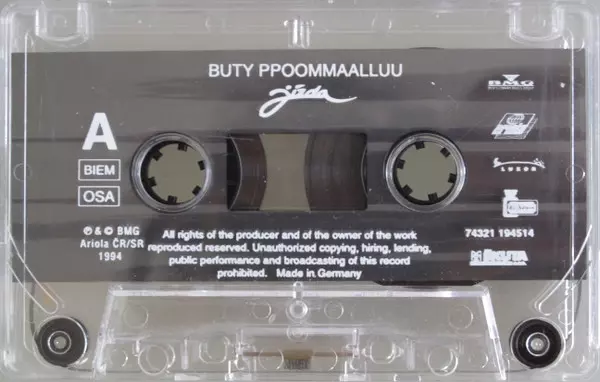 BUTY PPOOMMAALLUU
jízda
BMG
A
BIEM
OSA
LUXOR
℗ & © BMG
Ariola ČR/SR
1994
All rights of the producer and of the owner of the work
reproduced reserved. Unauthorized copying, hiring, lending,
public performance and broadcasting of this record
prohibited. Made in Germany
74321 194514